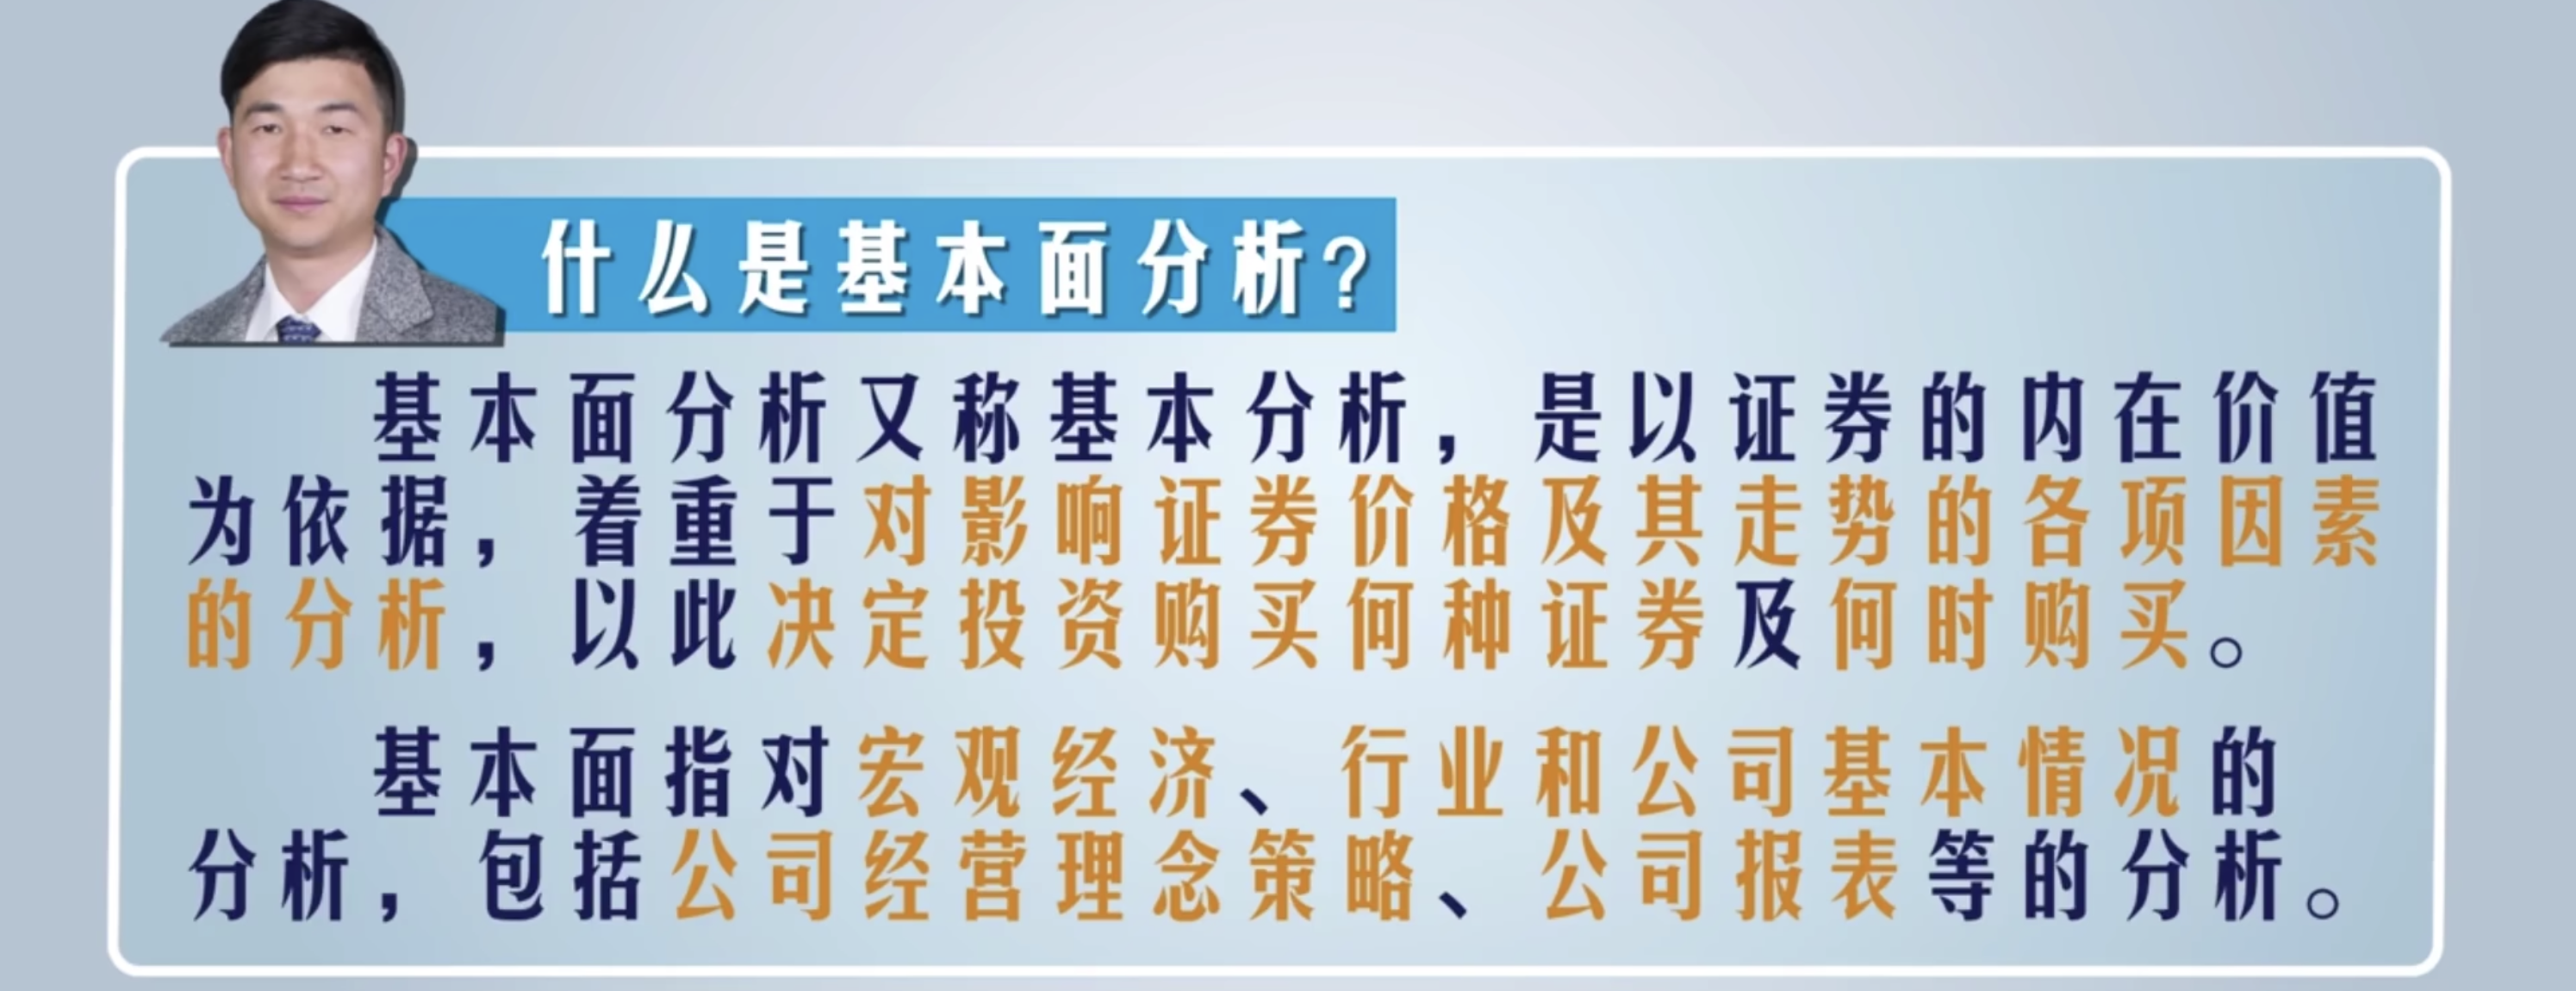 什么是基本面分析？
基本面分析又称基本分析，是以证券的内在价值
为依据，着重于对影响证券价格及其走势的各项因素
的分析，以此决定投资购买何种证券及何时购买。
基本面指对宏观经济、行业和公司基本情况的
分析，包括公司经营理念策略、公司报表等的分析。